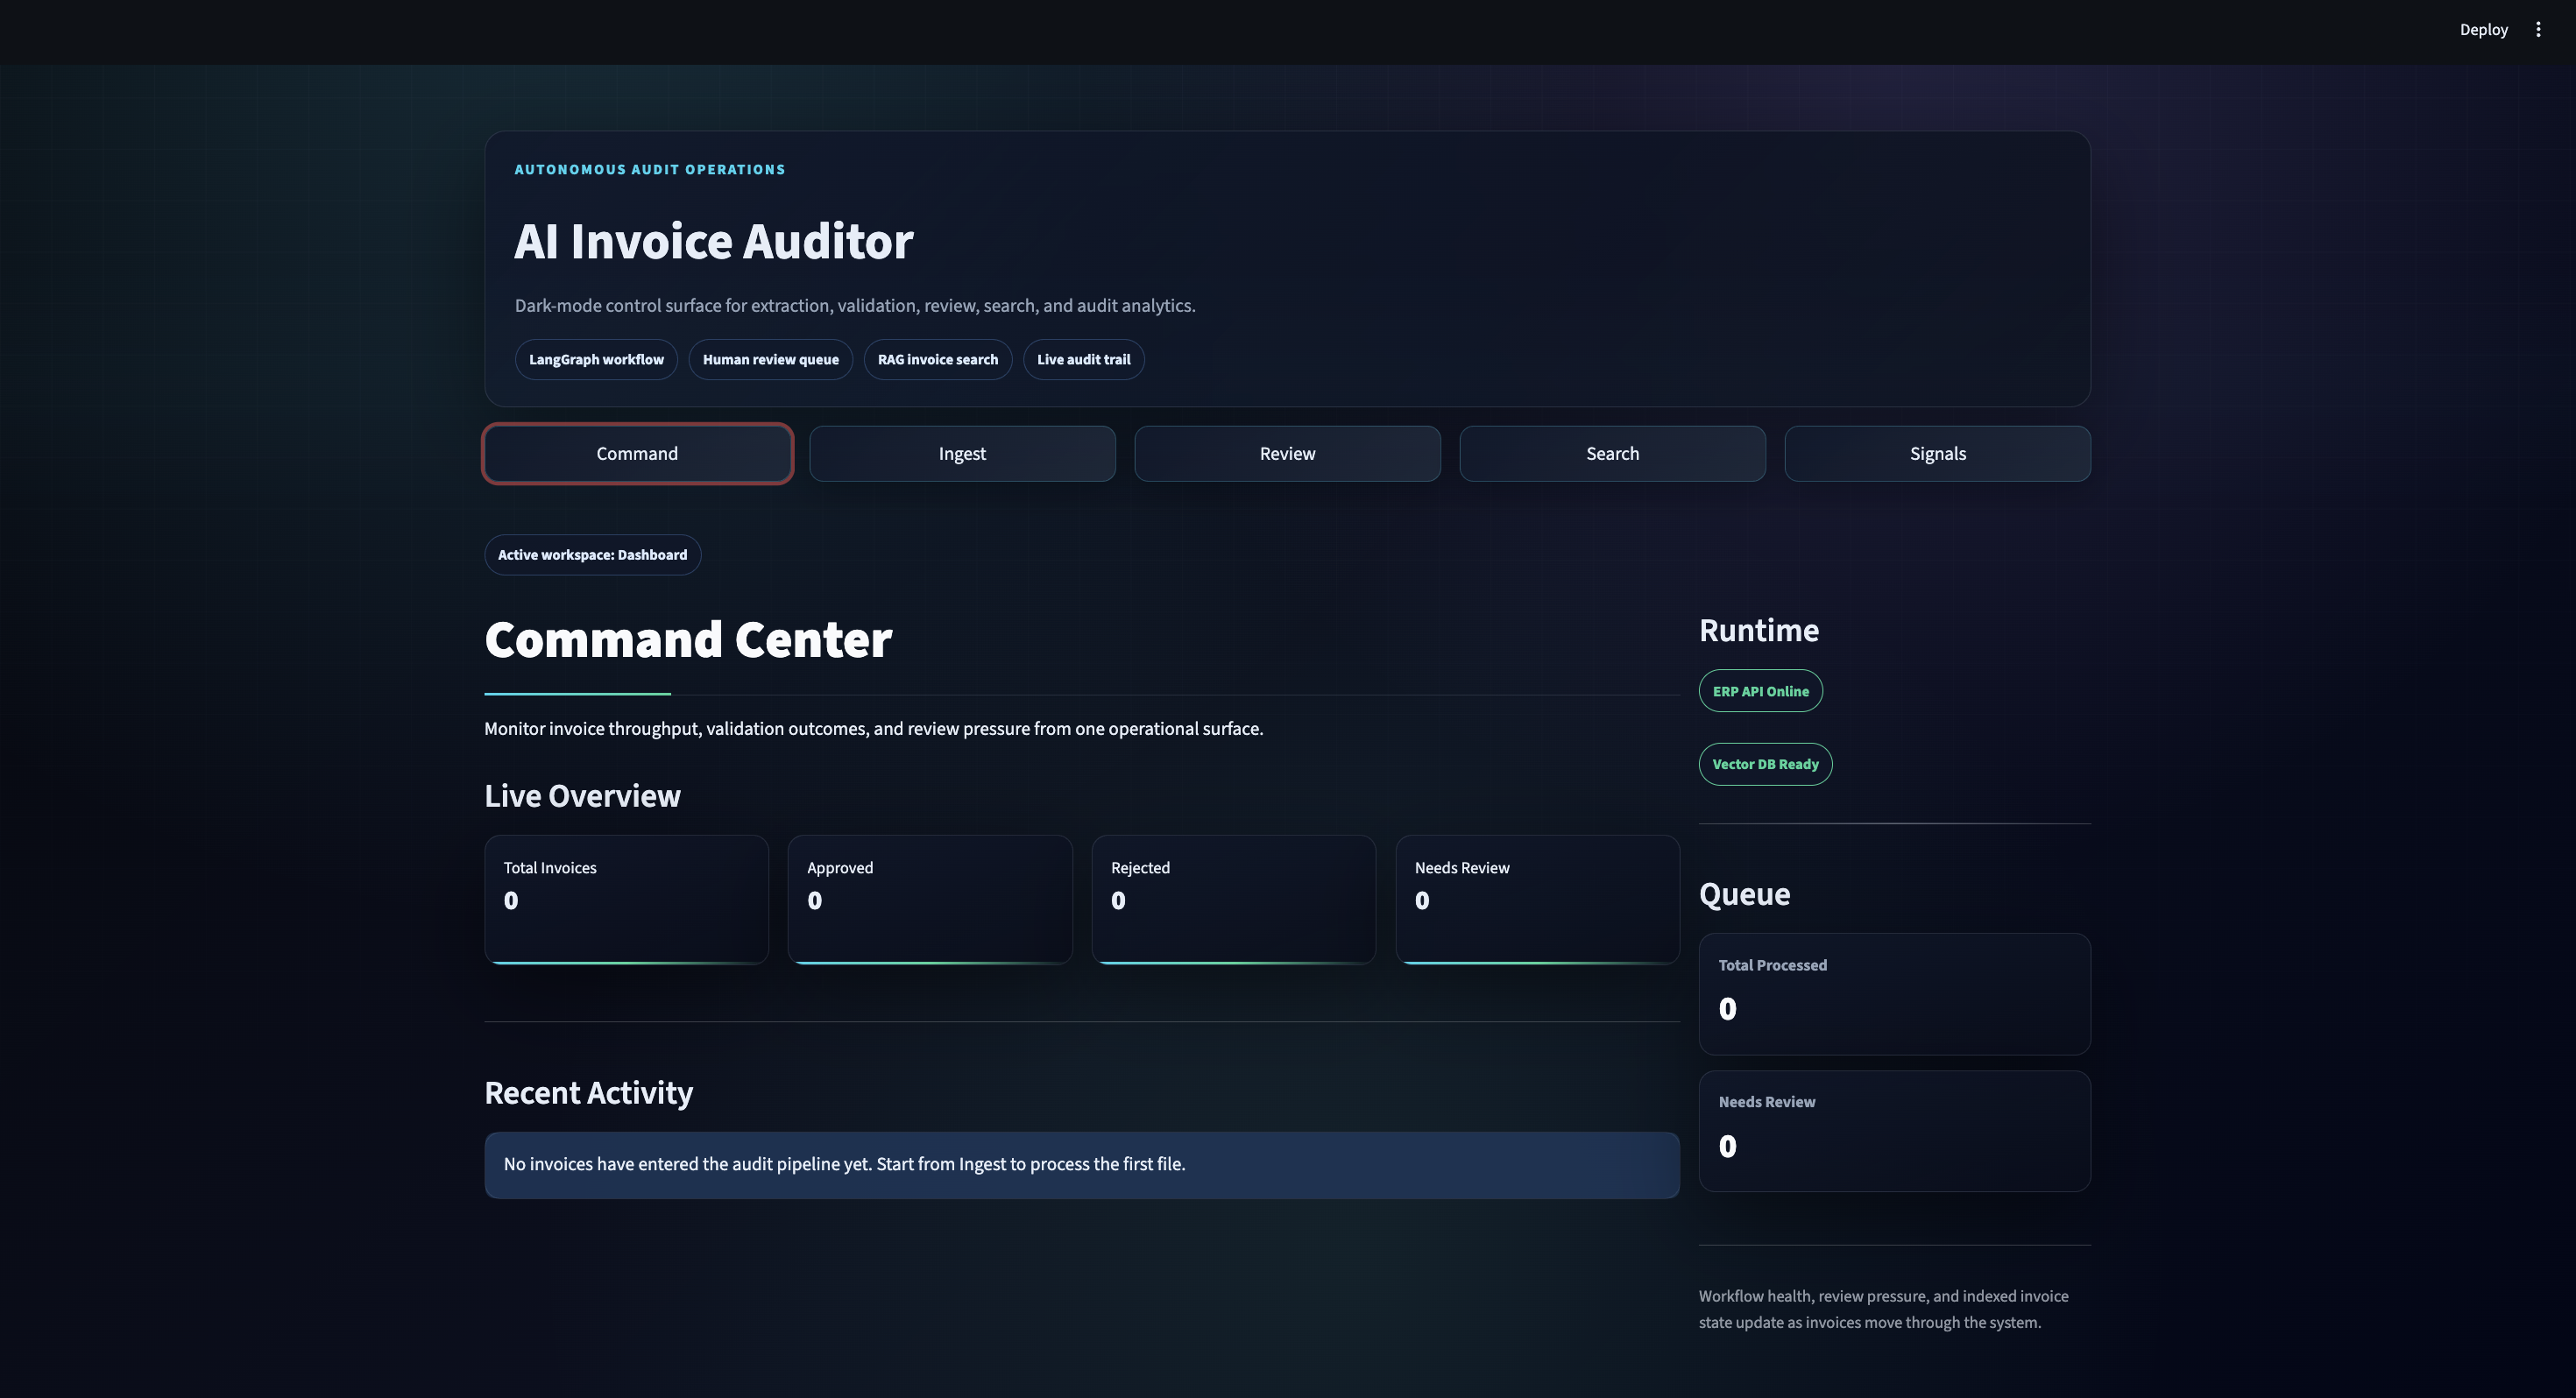 Deploy
AUTONOMOUS AUDIT OPERATIONS
AI Invoice Auditor
Dark-mode control surface for extraction, validation, review, search, and audit analytics.
LangGraph workflow
Human review queue
RAG invoice search
Live audit trail
Command
Ingest
Review
Search
Signals
Active workspace: Dashboard
Command Center
Monitor invoice throughput, validation outcomes, and review pressure from one operational surface.
Live Overview
Total Invoices
0
Approved
0
Rejected
0
Needs Review
0
Recent Activity
No invoices have entered the audit pipeline yet. Start from Ingest to process the first file.
Runtime
ERP API Online
Vector DB Ready
Queue
Total Processed
0
Needs Review
0
Workflow health, review pressure, and indexed invoice
state update as invoices move through the system.